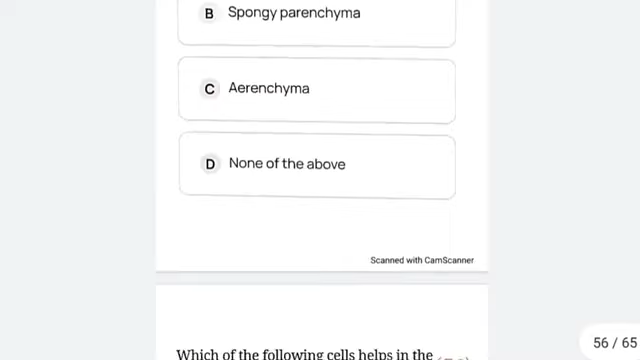 B Spongy parenchyma
C Aerenchyma
D None of the above
Scanned with CamScanner
56 / 65
Which of the following cells helps in the